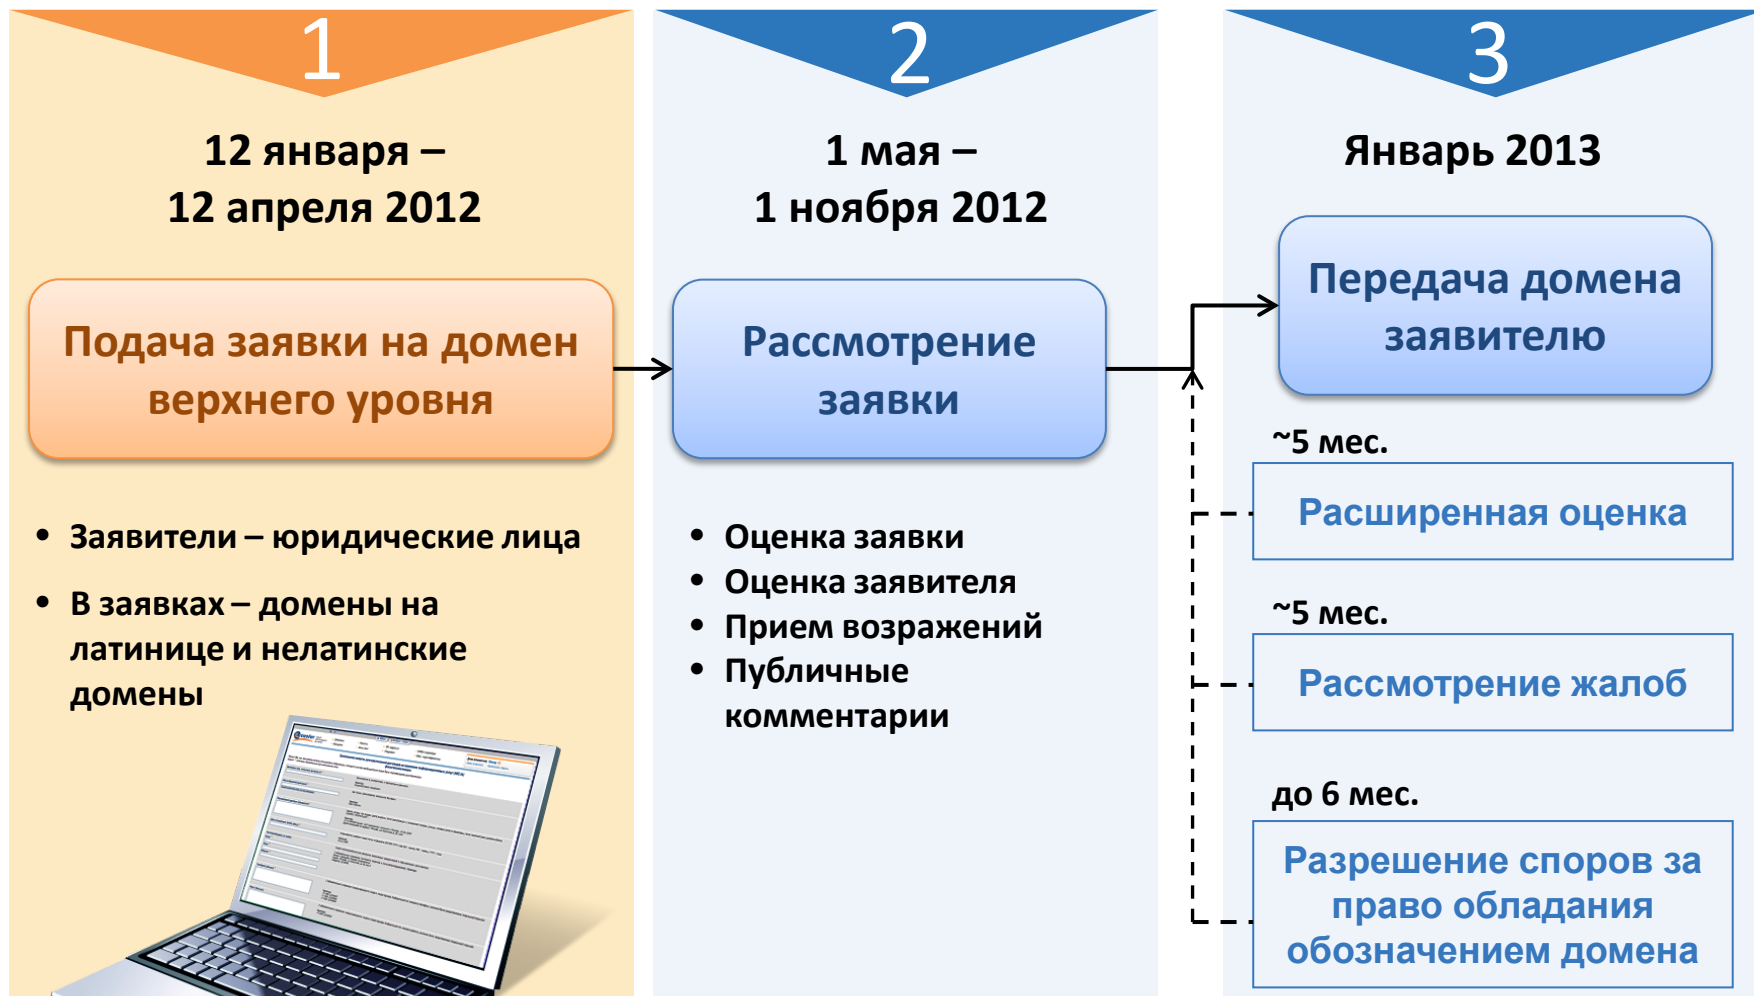 1
12 января –
12 апреля 2012
Подача заявки на домен
верхнего уровня
• Заявители – юридические лица
• В заявках – домены на
латинице и нелатинские
домены
2
1 мая –
1 ноября 2012
Рассмотрение
заявки
• Оценка заявки
• Оценка заявителя
• Прием возражений
• Публичные
комментарии
3
Январь 2013
Передача домена
заявителю
~5 мес.
Расширенная оценка
~5 мес.
Рассмотрение жалоб
до 6 мес.
Разрешение споров за
право обладания
обозначением домена